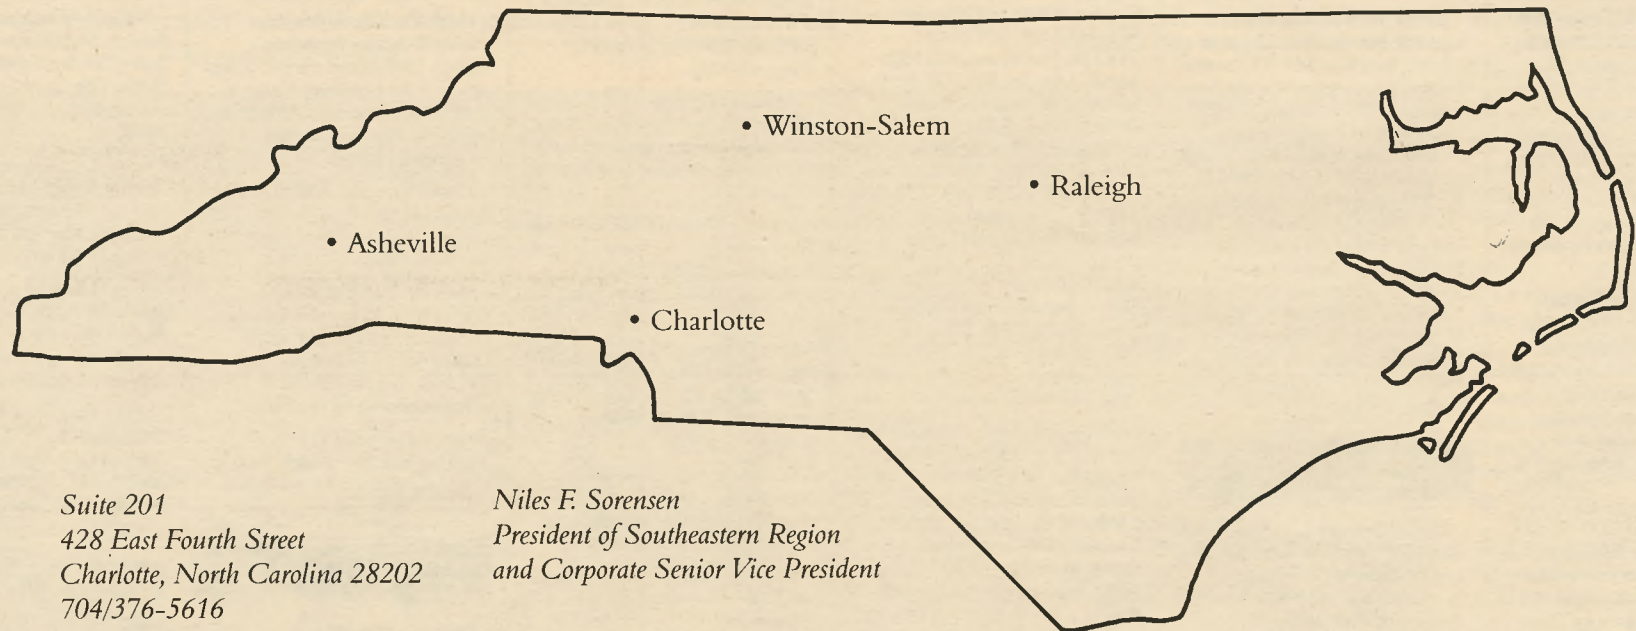 • Winston-Salem
• Raleigh
• Asheville
• Charlotte
Suite 201
428 East Fourth Street
Charlotte, North Carolina 28202
704/376-5616
Niles F. Sorensen
President of Southeastern Region
and Corporate Senior Vice President